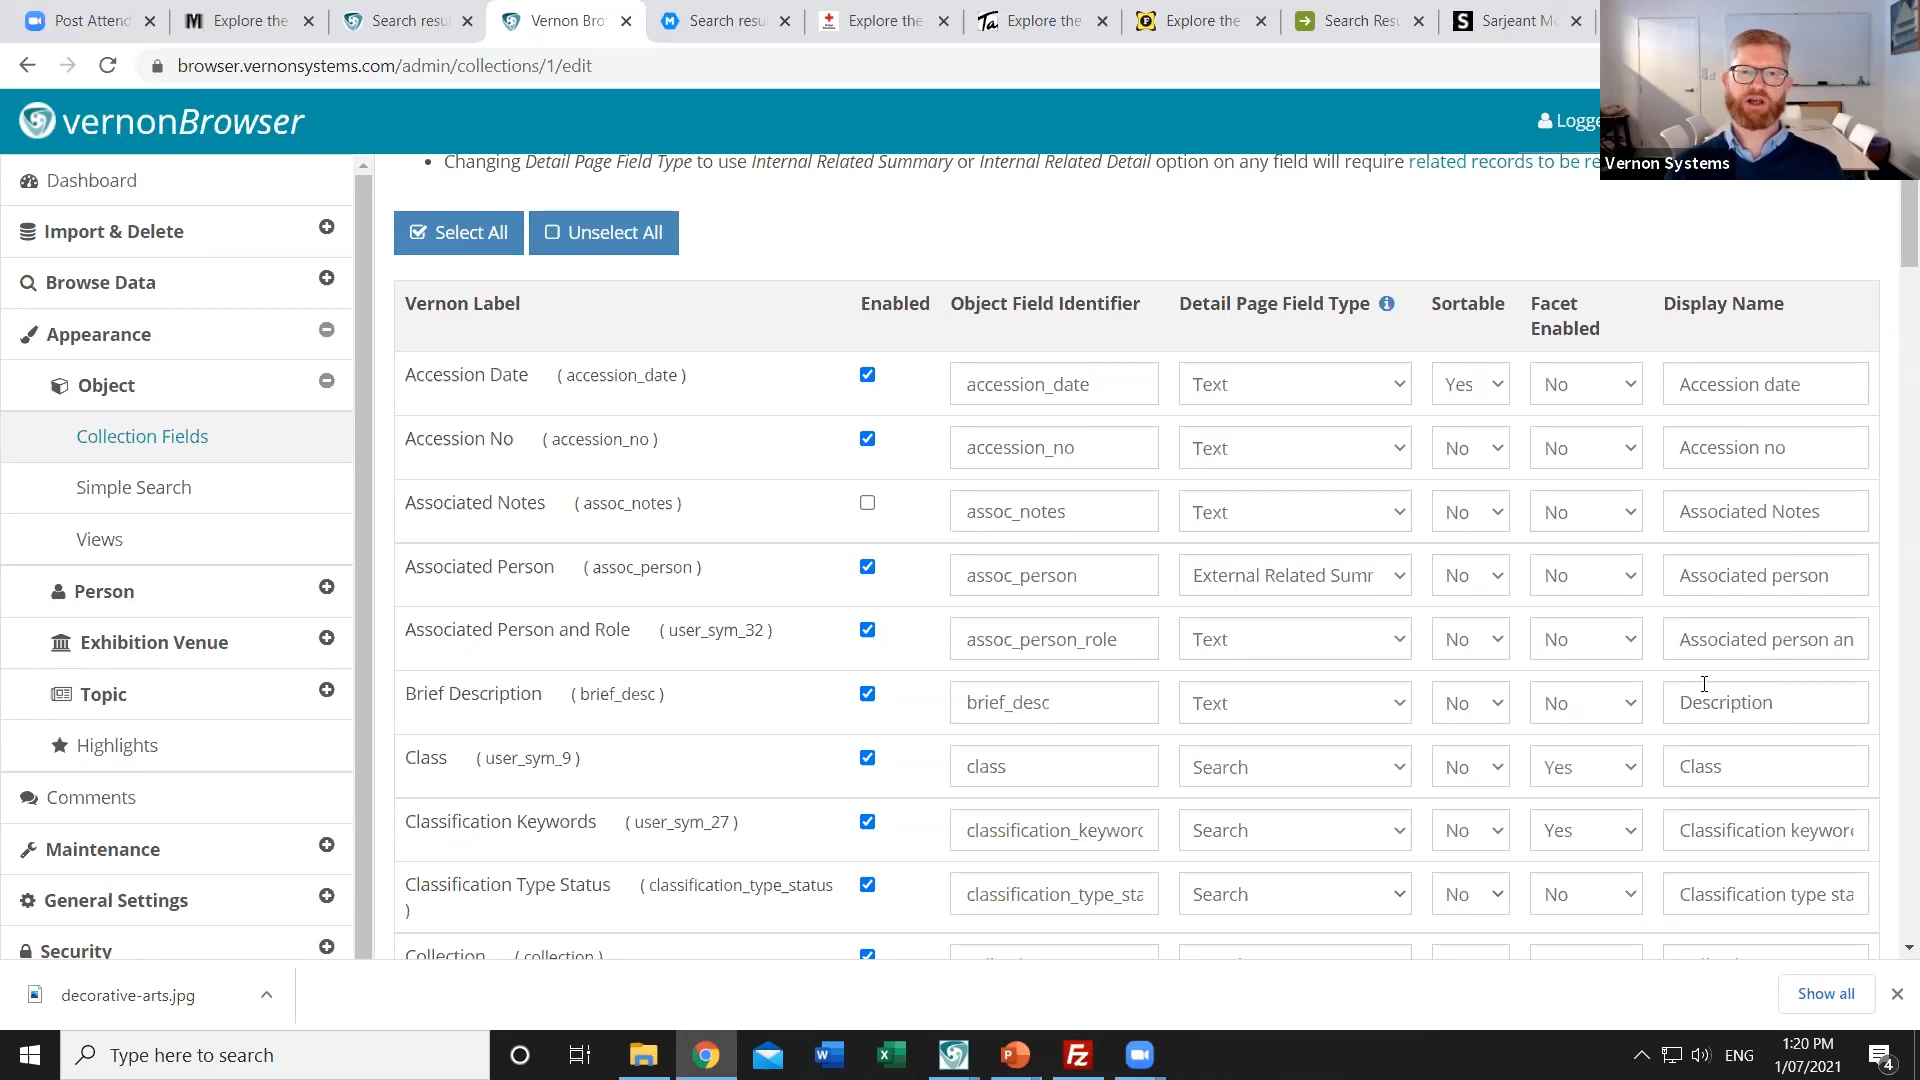 Post Attend
Explore the
Search resu
Vernon Bro
Search resu
Explore the
Explore the
Explore the
Search Res
Sarjeant Mo
browser.vernonsystems.com/admin/collections/1/edit
vernonBrowser
Logge
Vernon Systems
Changing Detail Page Field Type to use Internal Related Summary or Internal Related Detail option on any field will require related records to be re
Dashboard
Import & Delete
Browse Data
Appearance
Object
Collection Fields
Simple Search
Views
Person
Exhibition Venue
Topic
Highlights
Comments
Maintenance
General Settings
Security
Select All
Unselect All
Vernon Label Enabled Object Field Identifier Detail Page Field Type Sortable Facet Enabled Display Name
Accession Date ( accession_date ) accession_date Text Yes No Accession date
Accession No ( accession_no ) accession_no Text No No Accession no
Associated Notes ( assoc_notes ) assoc_notes Text No No Associated Notes
Associated Person ( assoc_person ) assoc_person External Related Summ No No Associated person
Associated Person and Role ( user_sym_32 ) assoc_person_role Text No No Associated person an
Brief Description ( brief_desc ) brief_desc Text No No Description
Class ( user_sym_9 ) class Search No Yes Class
Classification Keywords ( user_sym_27 ) classification_keyword Search No Yes Classification keyword
Classification Type Status ( classification_type_status ) classification_type_sta Search No No Classification type sta
Collection ( collection )
decorative-arts.jpg
Show all
Type here to search
ENG
1:20 PM
1/07/2021
4